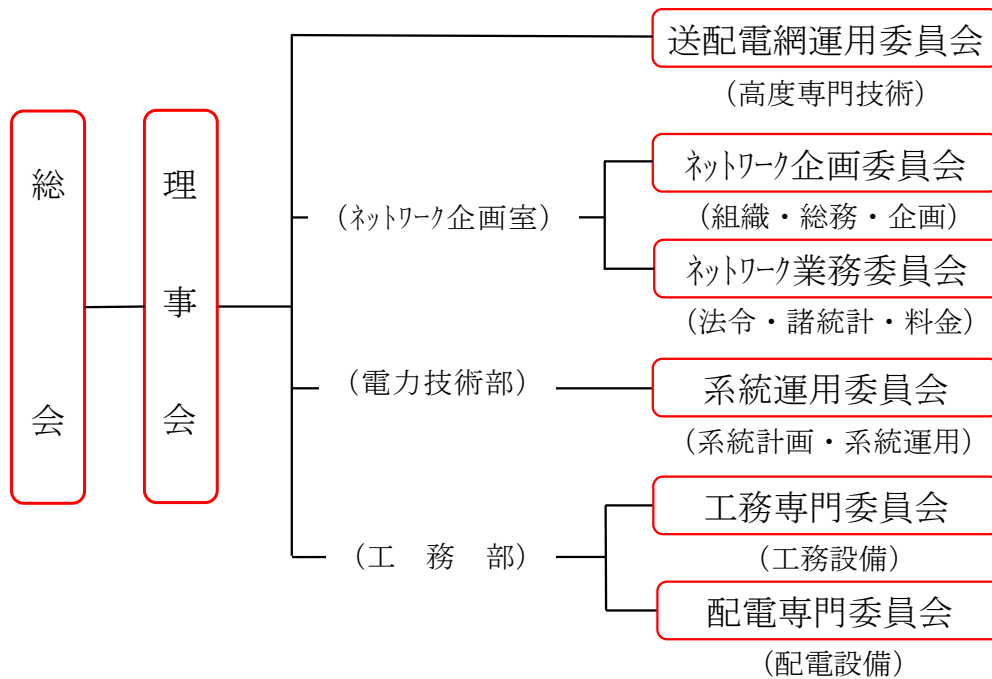 総会
理事会
送配電網運用委員会
(高度専門技術)
(ﾈｯﾄﾜｰｸ企画室)
ﾈｯﾄﾜｰｸ企画委員会
(組織・総務・企画)
ﾈｯﾄﾜｰｸ業務委員会
(法令・諸統計・料金)
(電力技術部)
系統運用委員会
(系統計画・系統運用)
(工　務　部)
工務専門委員会
(工務設備)
配電専門委員会
(配電設備)